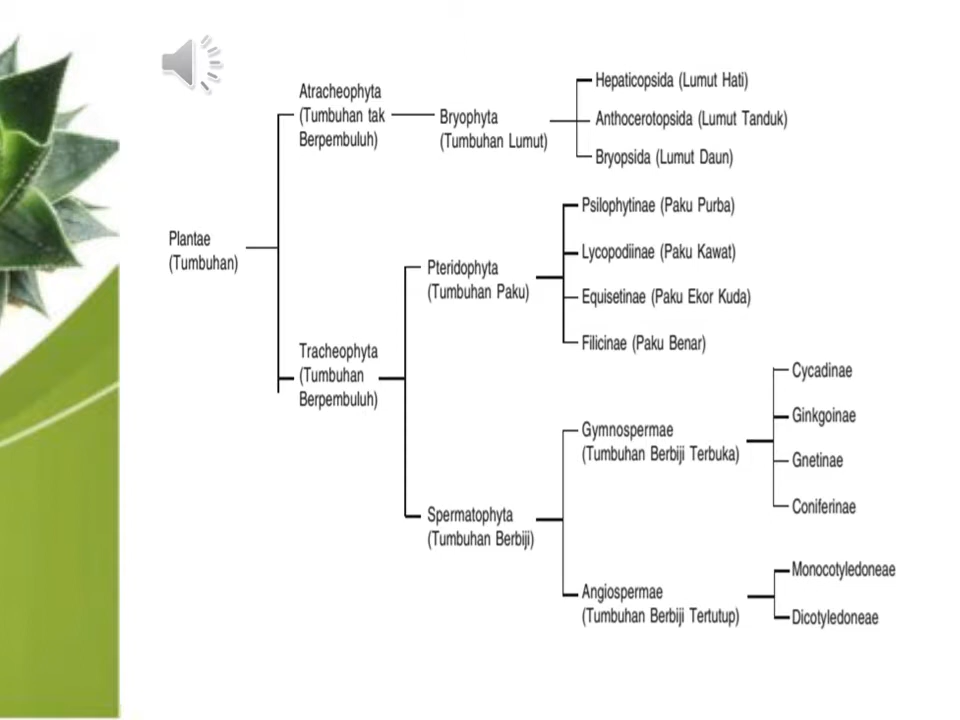 Plantae
(Tumbuhan)
Atracheophyta
(Tumbuhan tak
Berpembuluh)
Bryophyta
(Tumbuhan Lumut)
Hepaticopsida (Lumut Hati)
Anthocerotopsida (Lumut Tanduk)
Bryopsida (Lumut Daun)
Tracheophyta
(Tumbuhan
Berpembuluh)
Pteridophyta
(Tumbuhan Paku)
Psilophytinae (Paku Purba)
Lycopodiinae (Paku Kawat)
Equisetinae (Paku Ekor Kuda)
Filicinae (Paku Benar)
Spermatophyta
(Tumbuhan Berbiji)
Gymnospermae
(Tumbuhan Berbiji Terbuka)
Cycadinae
Ginkgoinae
Gnetinae
Coniferinae
Angiospermae
(Tumbuhan Berbiji Tertutup)
Monocotyledoneae
Dicotyledoneae